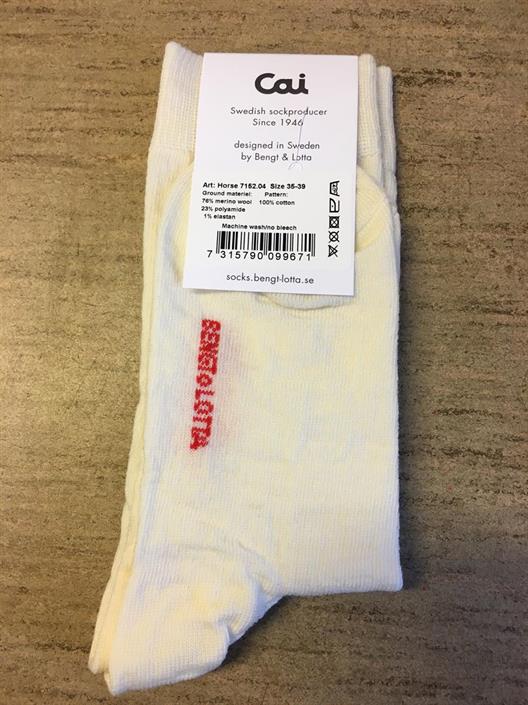 Cai
Swedish sockproducer
Since 1946
designed in Sweden
by Bengt & Lotta
Art: Horse 7152.04 Size 35-39
Ground materiel: Pattern:
76% merino wool 100% cotton
23% polyamide
1% elastan
Machine wash/no bleech
7 315790 099671
socks.bengt-lotta.se
BENGT&LOTTA